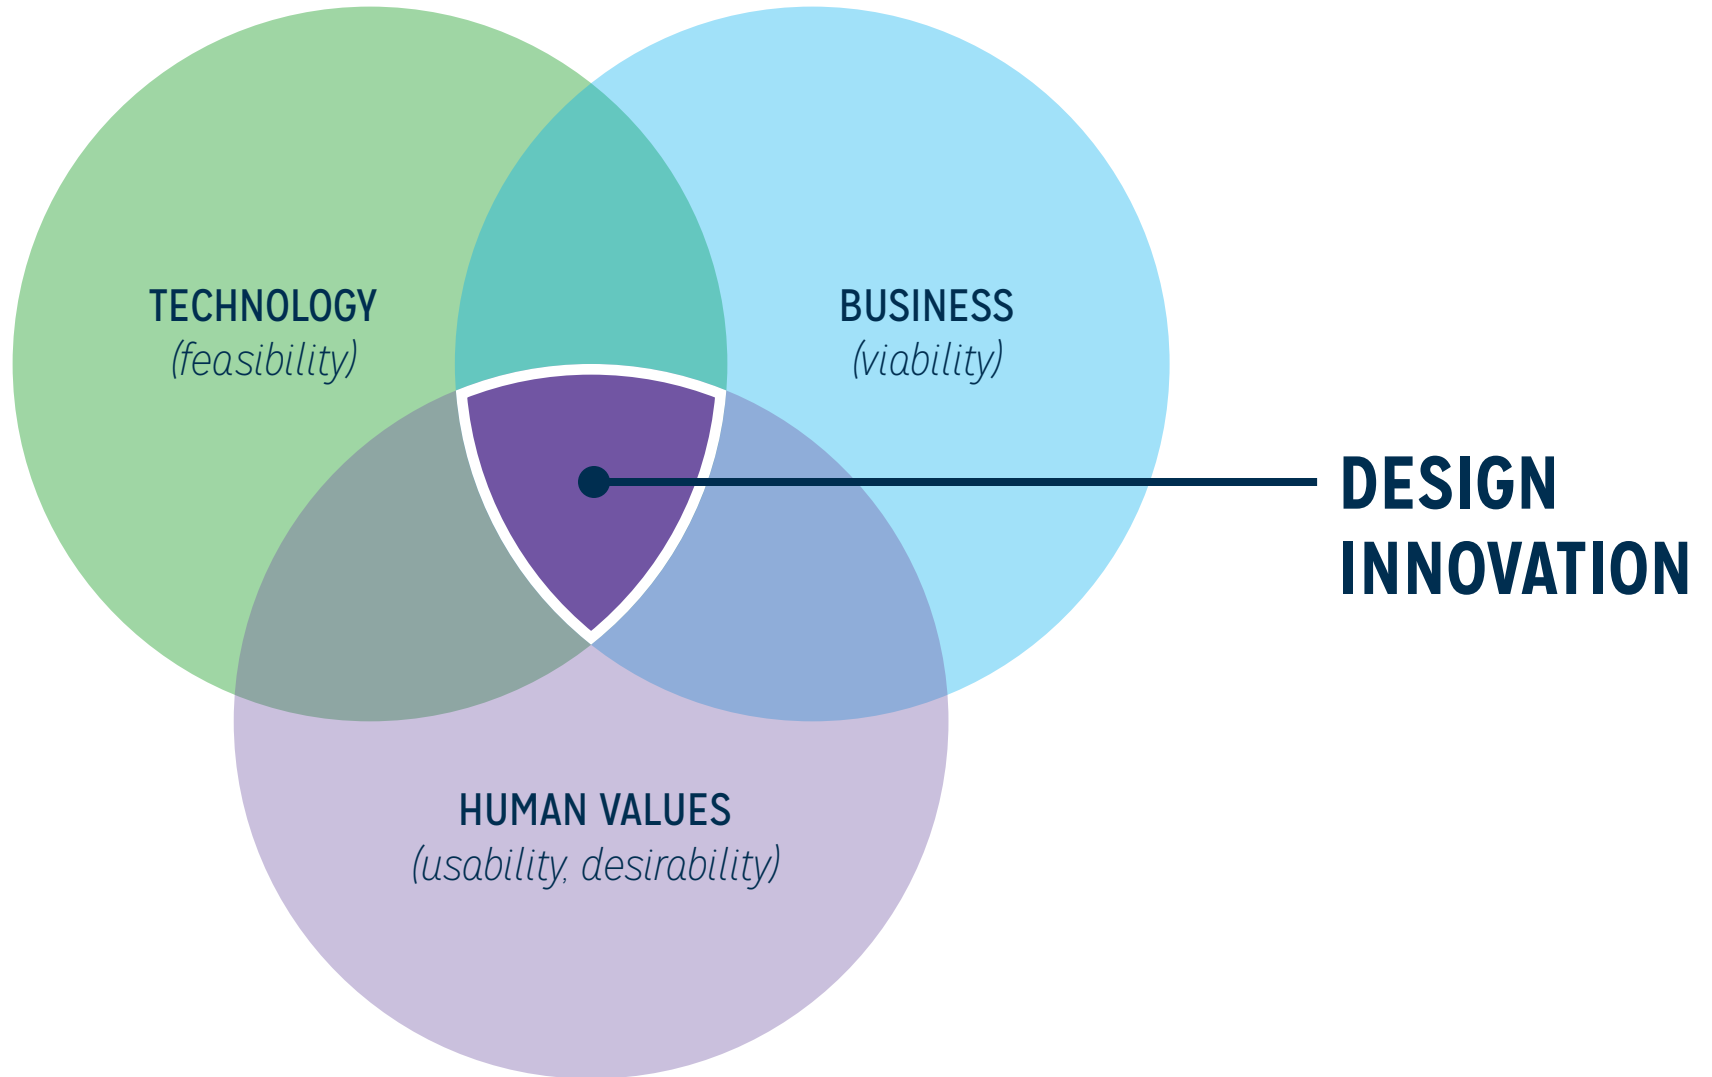 TECHNOLOGY
(feasibility)
BUSINESS
(viability)
DESIGN
INNOVATION
HUMAN VALUES
(usability, desirability)